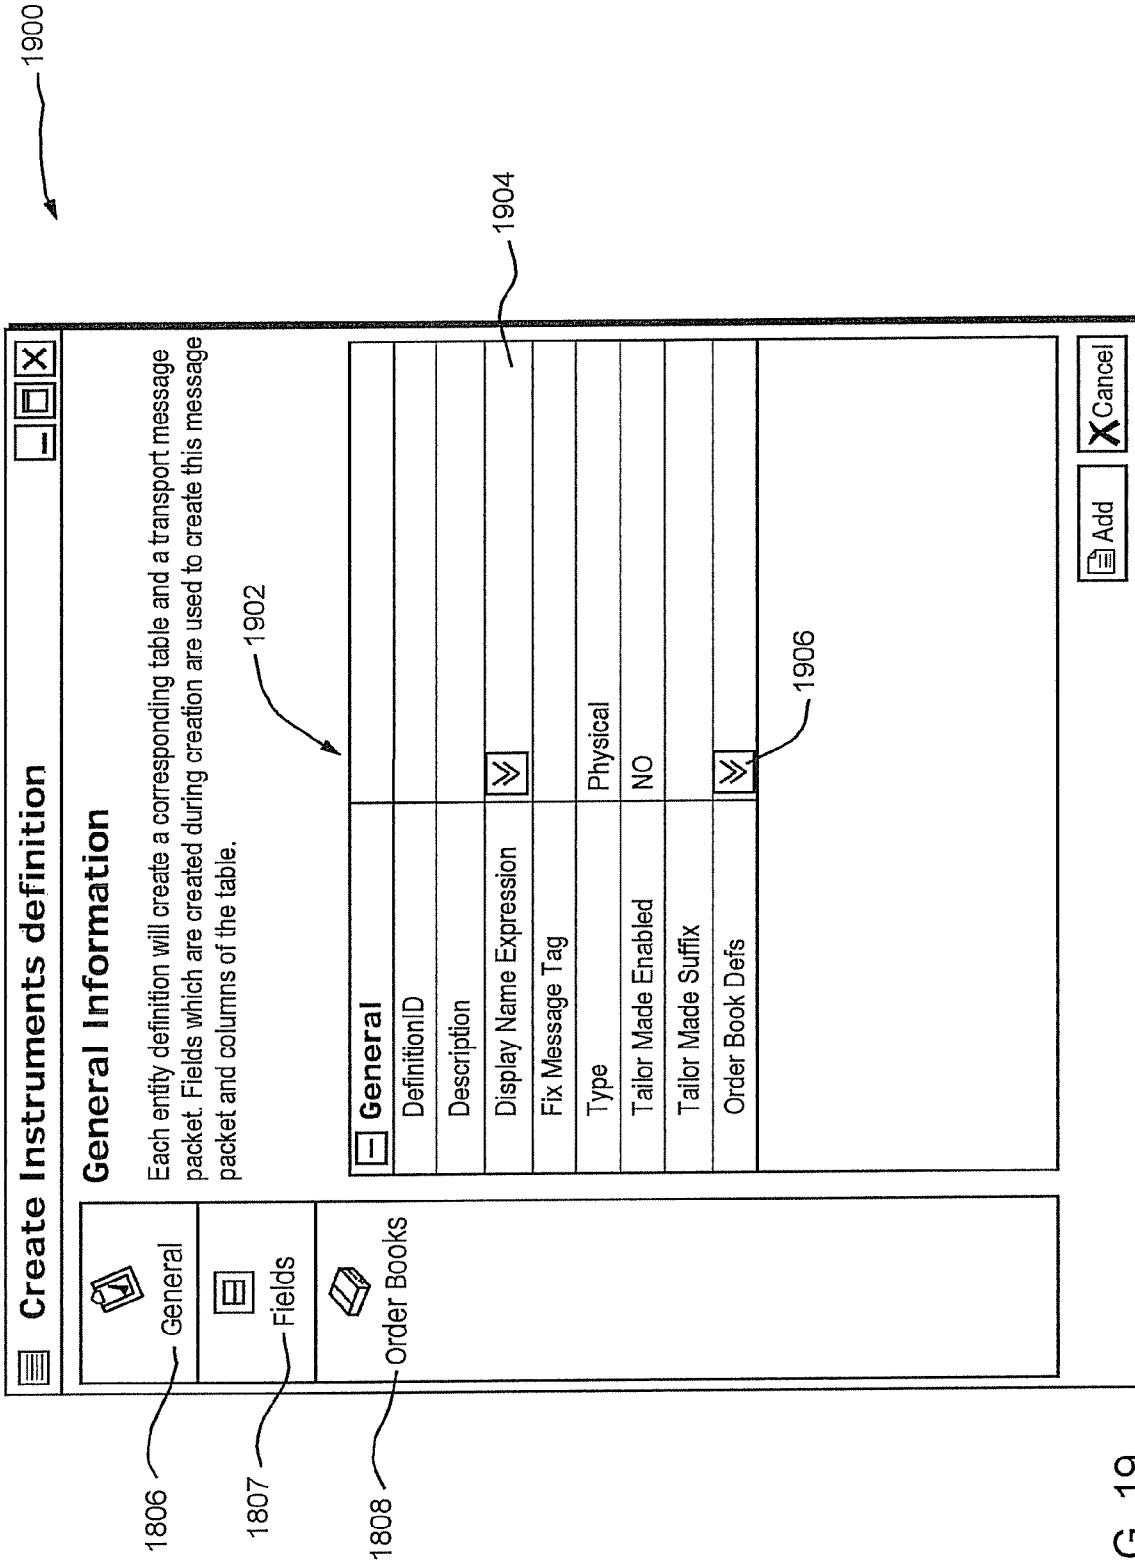 1900
Create Instruments definition
General Information
Each entity definition will create a corresponding table and a transport message
packet. Fields which are created during creation are used to create this message
packet and columns of the table.
1902
1806
General
1807
Fields
1808
Order Books
General
DefinitionID
Description
Display Name Expression
1904
Fix Message Tag
Type Physical
Tailor Made Enabled NO
Tailor Made Suffix
Order Book Defs
1906
Add
Cancel
G. 19